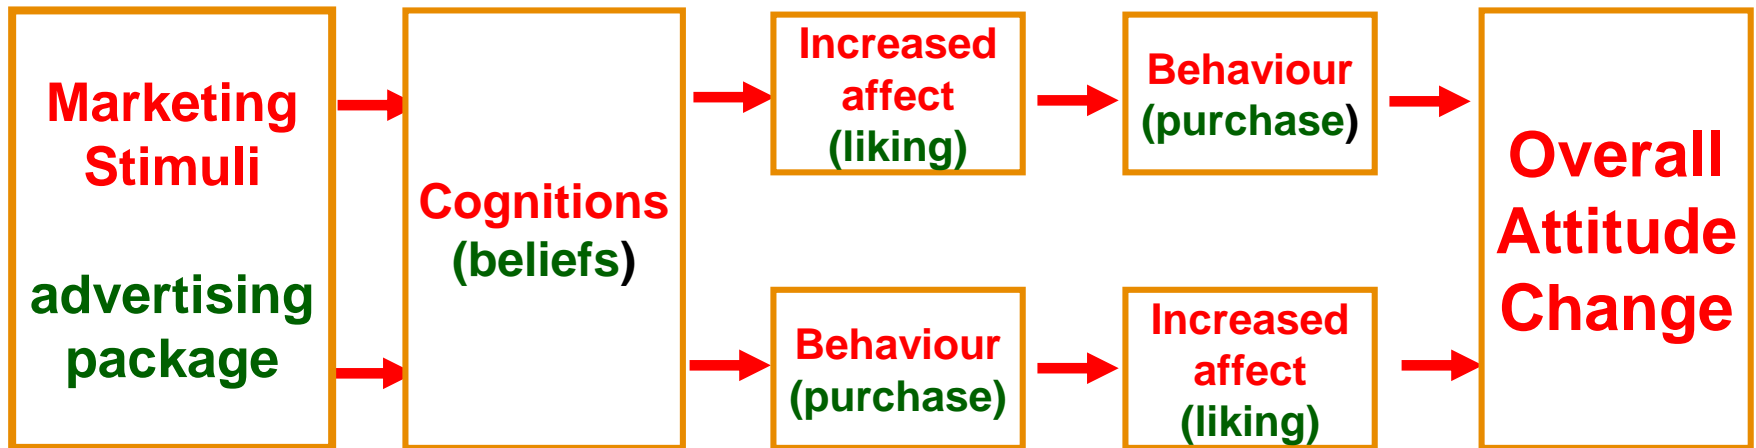 Marketing
Stimuli
advertising
package
Cognitions
(beliefs)
Increased
affect
(liking)
Behaviour
(purchase)
Behaviour
(purchase)
Increased
affect
(liking)
Overall
Attitude
Change